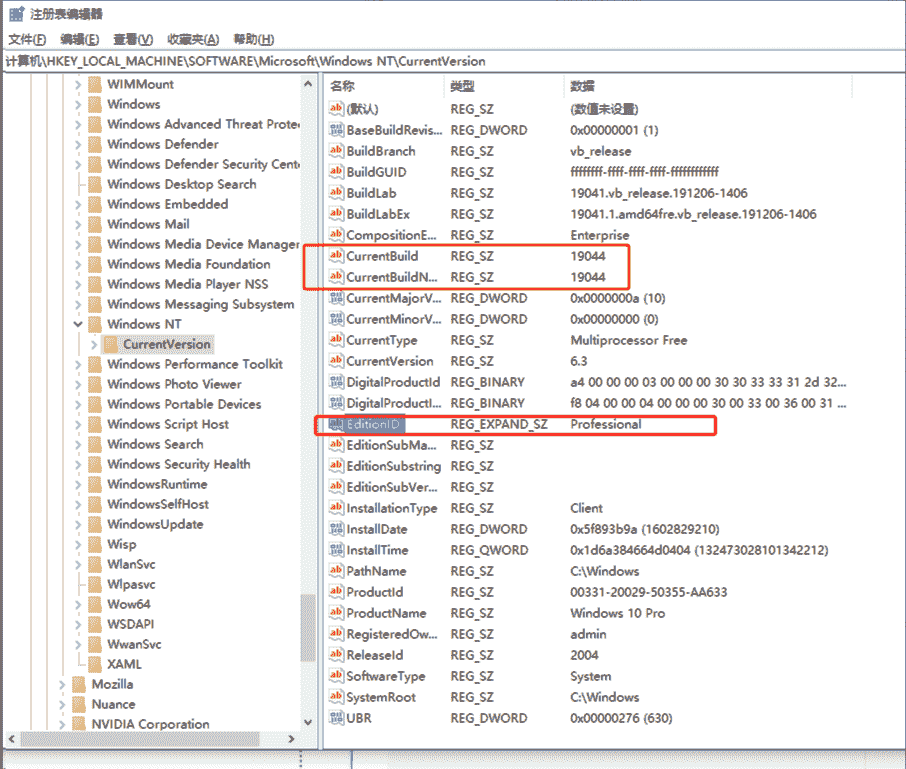 注册表编辑器
文件(F) 编辑(E) 查看(V) 收藏夹(A) 帮助(H)
计算机\HKEY_LOCAL_MACHINE\SOFTWARE\Microsoft\Windows NT\CurrentVersion
WIMMount
Windows
Windows Advanced Threat Prote
Windows Defender
Windows Defender Security Cent
Windows Desktop Search
Windows Embedded
Windows Mail
Windows Media Device Manager
Windows Media Foundation
Windows Media Player NSS
Windows Messaging Subsystem
Windows NT
CurrentVersion
Windows Performance Toolkit
Windows Photo Viewer
Windows Portable Devices
Windows Script Host
Windows Search
Windows Security Health
WindowsRuntime
WindowsSelfHost
WindowsUpdate
Wisp
WlanSvc
Wlpasvc
Wow64
WSDAPI
WwanSvc
XAML
Mozilla
Nuance
NVIDIA Corporation
名称 类型 数据
(默认) REG_SZ (数值未设置)
BaseBuildRevis... REG_DWORD 0x00000001 (1)
BuildBranch REG_SZ vb_release
BuildGUID REG_SZ ffffffff-ffff-ffff-ffff-ffffffffffff
BuildLab REG_SZ 19041.vb_release.191206-1406
BuildLabEx REG_SZ 19041.1.amd64fre.vb_release.191206-1406
CompositionE... REG_SZ Enterprise
CurrentBuild REG_SZ 19044
CurrentBuildN... REG_SZ 19044
CurrentMajorV... REG_DWORD 0x0000000a (10)
CurrentMinorV... REG_DWORD 0x00000000 (0)
CurrentType REG_SZ Multiprocessor Free
CurrentVersion REG_SZ 6.3
DigitalProductId REG_BINARY a4 00 00 00 03 00 00 00 30 30 33 33 31 2d 32...
DigitalProductI... REG_BINARY f8 04 00 00 04 00 00 00 30 00 33 00 36 00 31 ...
EditionID REG_EXPAND_SZ Professional
EditionSubMa... REG_SZ
EditionSubstring REG_SZ
EditionSubVer... REG_SZ
InstallationType REG_SZ Client
InstallDate REG_DWORD 0x5f893b9a (1602829210)
InstallTime REG_QWORD 0x1d6a384664d0404 (132473028101342212)
PathName REG_SZ C:\Windows
ProductId REG_SZ 00331-20029-50355-AA633
ProductName REG_SZ Windows 10 Pro
RegisteredOw... REG_SZ admin
ReleaseId REG_SZ 2004
SoftwareType REG_SZ System
SystemRoot REG_SZ C:\Windows
UBR REG_DWORD 0x00000276 (630)